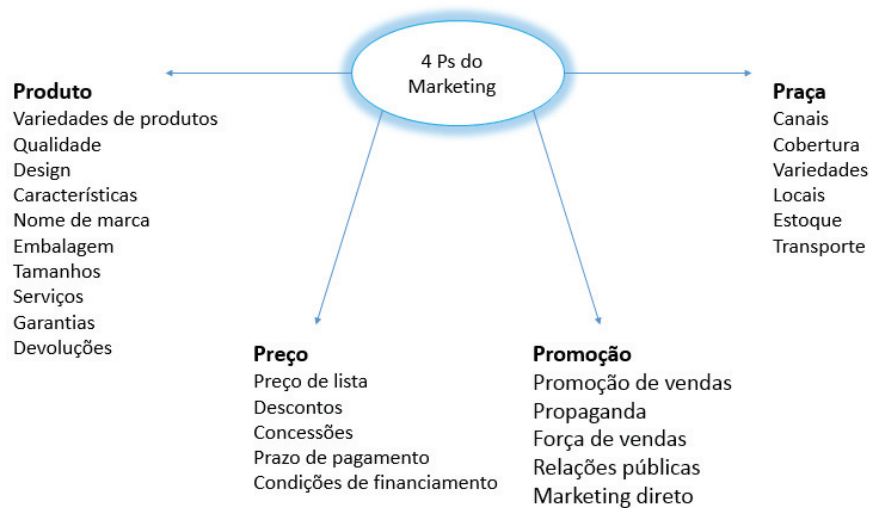 4 Ps do
Marketing
Produto
Variedades de produtos
Qualidade
Design
Características
Nome de marca
Embalagem
Tamanhos
Serviços
Garantias
Devoluções
Preço
Preço de lista
Descontos
Concessões
Prazo de pagamento
Condições de financiamento
Promoção
Promoção de vendas
Propaganda
Força de vendas
Relações públicas
Marketing direto
Praça
Canais
Cobertura
Variedades
Locais
Estoque
Transporte